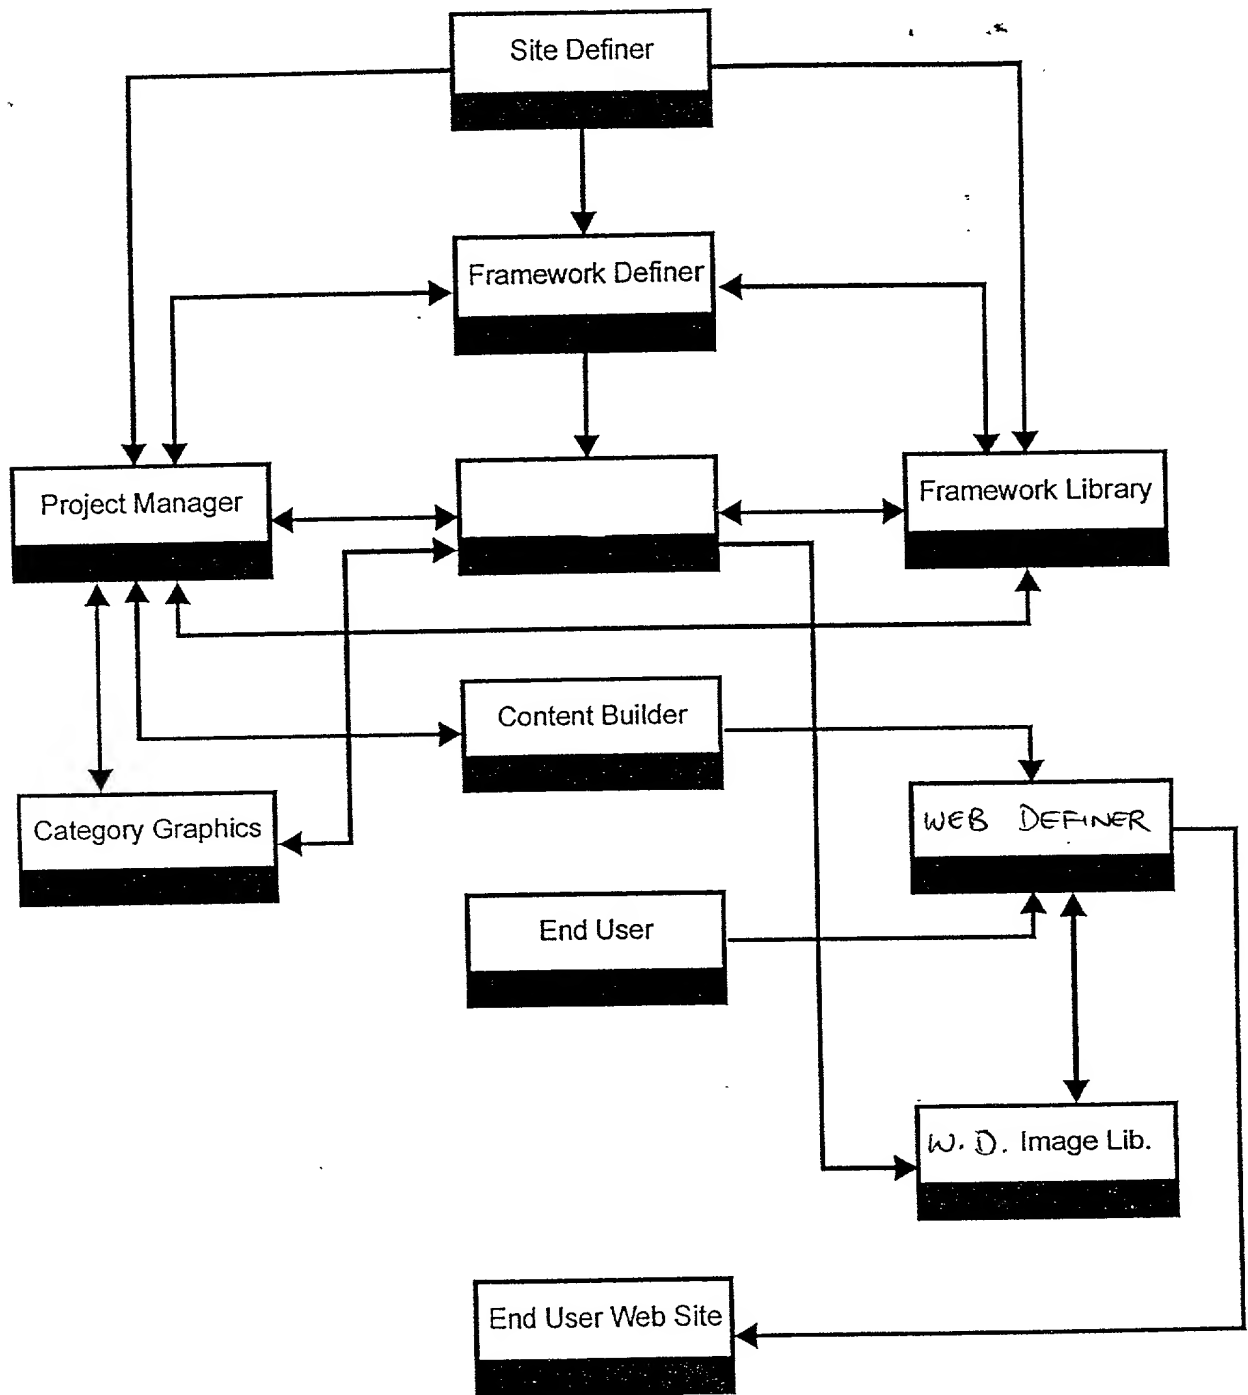 Site Definer
Framework Definer
Project Manager
Framework Library
Content Builder
WEB DEFINER
Category Graphics
End User
W.D. Image Lib.
End User Web Site